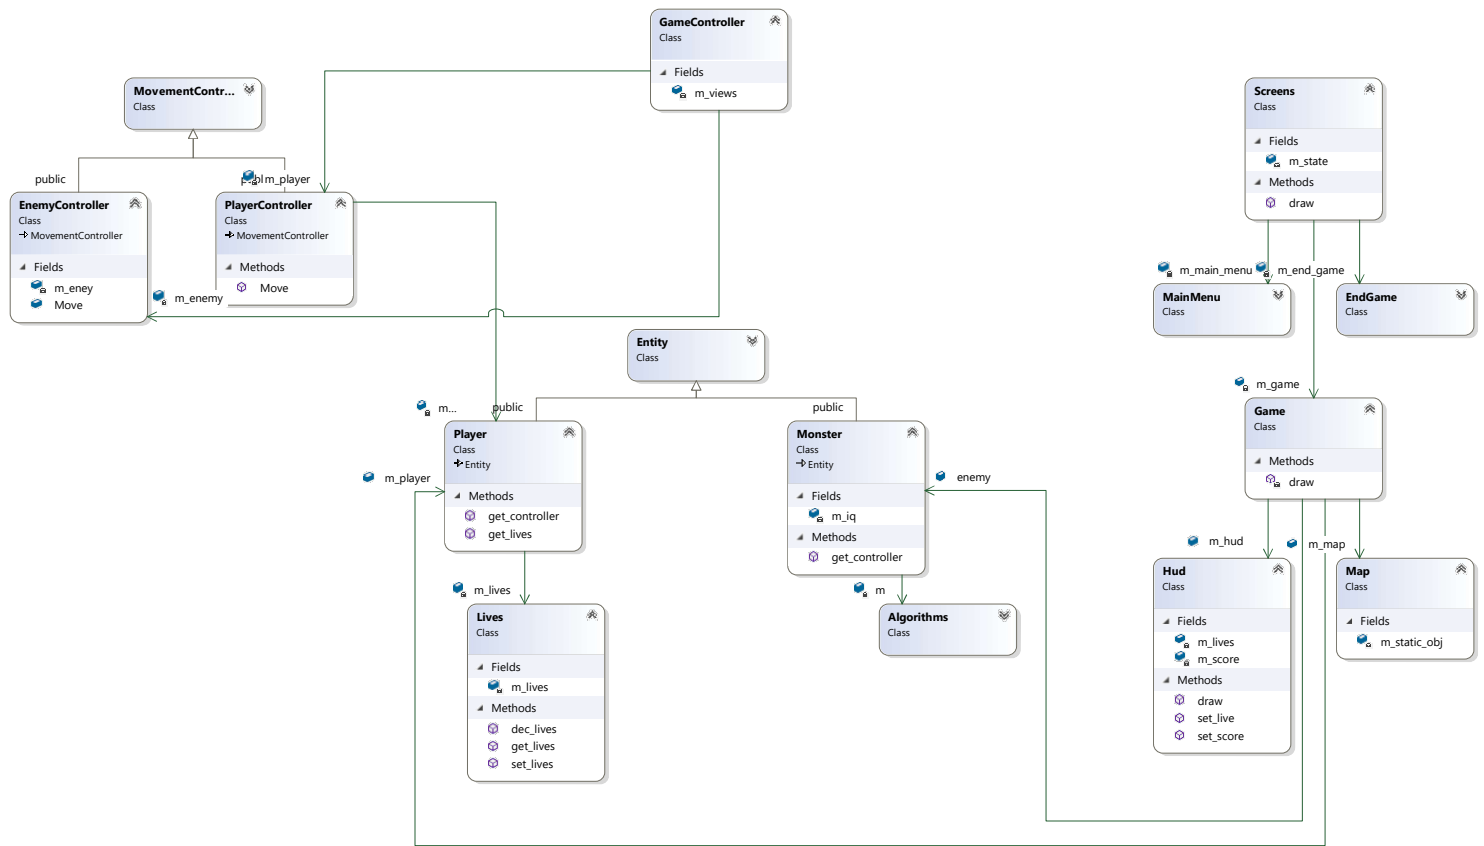 GameController
Class
Fields
m_views
MovementContr...
Class
public
m_player
EnemyController
Class
MovementController
Fields
m_eney
Move
PlayerController
Class
MovementController
Methods
Move
m_enemy
Screens
Class
Fields
m_state
Methods
draw
m_main_menu
m_end_game
MainMenu
Class
EndGame
Class
Entity
Class
m_game
m...
public
public
Player
Class
Entity
Methods
get_controller
get_lives
m_player
Monster
Class
Entity
Fields
m_iq
Methods
get_controller
enemy
Game
Class
Methods
draw
m_hud
m_map
m_lives
m
Lives
Class
Fields
m_lives
Methods
dec_lives
get_lives
set_lives
Algorithms
Class
Hud
Class
Fields
m_lives
m_score
Methods
draw
set_live
set_score
Map
Class
Fields
m_static_obj